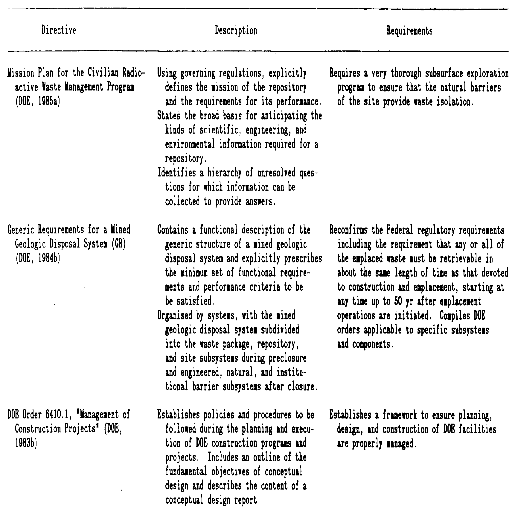 Directive
Description
Requirements
Mission Plan for the Civilian Radio-
active Waste Management Program
(DOE, 1985a)
Using governing regulations, explicitly
defines the mission of the repository
and the requirements for its performance.
States the broad basis for anticipating the
kinds of scientific, engineering, and
environmental information required for a
repository.
Identifies a hierarchy of unresolved ques-
tions for which information can be
collected to provide answers.
Requires a very thorough subsurface exploration
program to ensure that the natural barriers
of the site provide waste isolation.
Generic Requirements for a Mined
Geologic Disposal System (GR)
(DOE, 1984b)
Contains a functional description of the
generic structure of a mixed geologic
disposal system and explicitly prescribes
the minimum set of functional require-
ments and performance criteria to be
be satisfied.
Organized by systems, with the mixed
geologic disposal system subdivided
into the waste package, repository,
and site subsystems during preclosure
and engineered, natural, and institu-
tional barrier subsystems after closure.
Reconfirms the Federal regulatory requirements
including the requirement that any or all of
the emplaced waste must be retrievable in
about the same length of time as that devoted
to construction and emplacement, starting at
any time up to 50 yr after emplacement
operations are initiated. Compiles DOE
orders applicable to specific subsystems
and components.
DOE Order 6410.1, "Management of
Construction Projects" (DOE,
1983b)
Establishes policies and procedures to be
followed during the planning and execu-
tion of DOE construction programs and
projects. Includes an outline of the
fundamental objectives of conceptual
design and describes the content of a
conceptual design report
Establishes a framework to ensure planning,
design, and construction of DOE facilities
are properly managed.